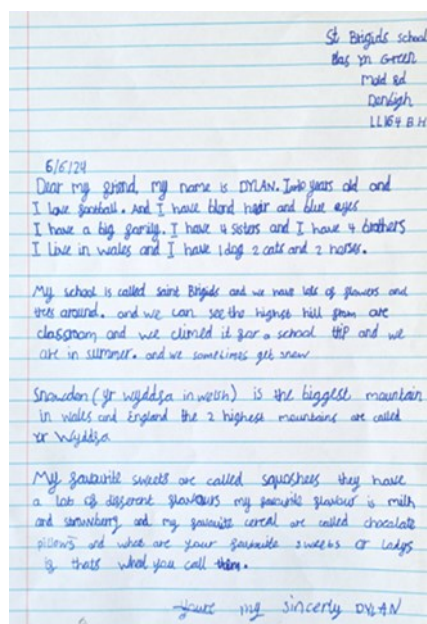 St Brigids school
Plas yn Green
Mold Rd
Denbigh
LL16 4 B.H
6/6/24
Dear my friend, my name is DYLAN. Im 10 years old and
I love football. And I have blond hair and blue eyes
I have a big family. I have 4 sisters and I have 4 brothers
I Live in wales and I have 1 dog 2 cats and 2 horses.
My school is called saint Brigids and we have lots of flowers and
trees around. and we can see the highest hill from are
classroom and we climed it for a school trip and we
are in summer. and we sometimes get snow
Snowdon (yr wyddfa in welsh) is the biggest mountain
in wales and England the 2 highest mountains are called
Yr Wyddfa
My favourite sweets are called squashees they have
a lot of different flavours my favourite flavour is milk
and strawberry and my favourite cereal are called chocolate
pillows and what are your favourite sweets or
if thats what you call them.
yours my sincerly DYLAN